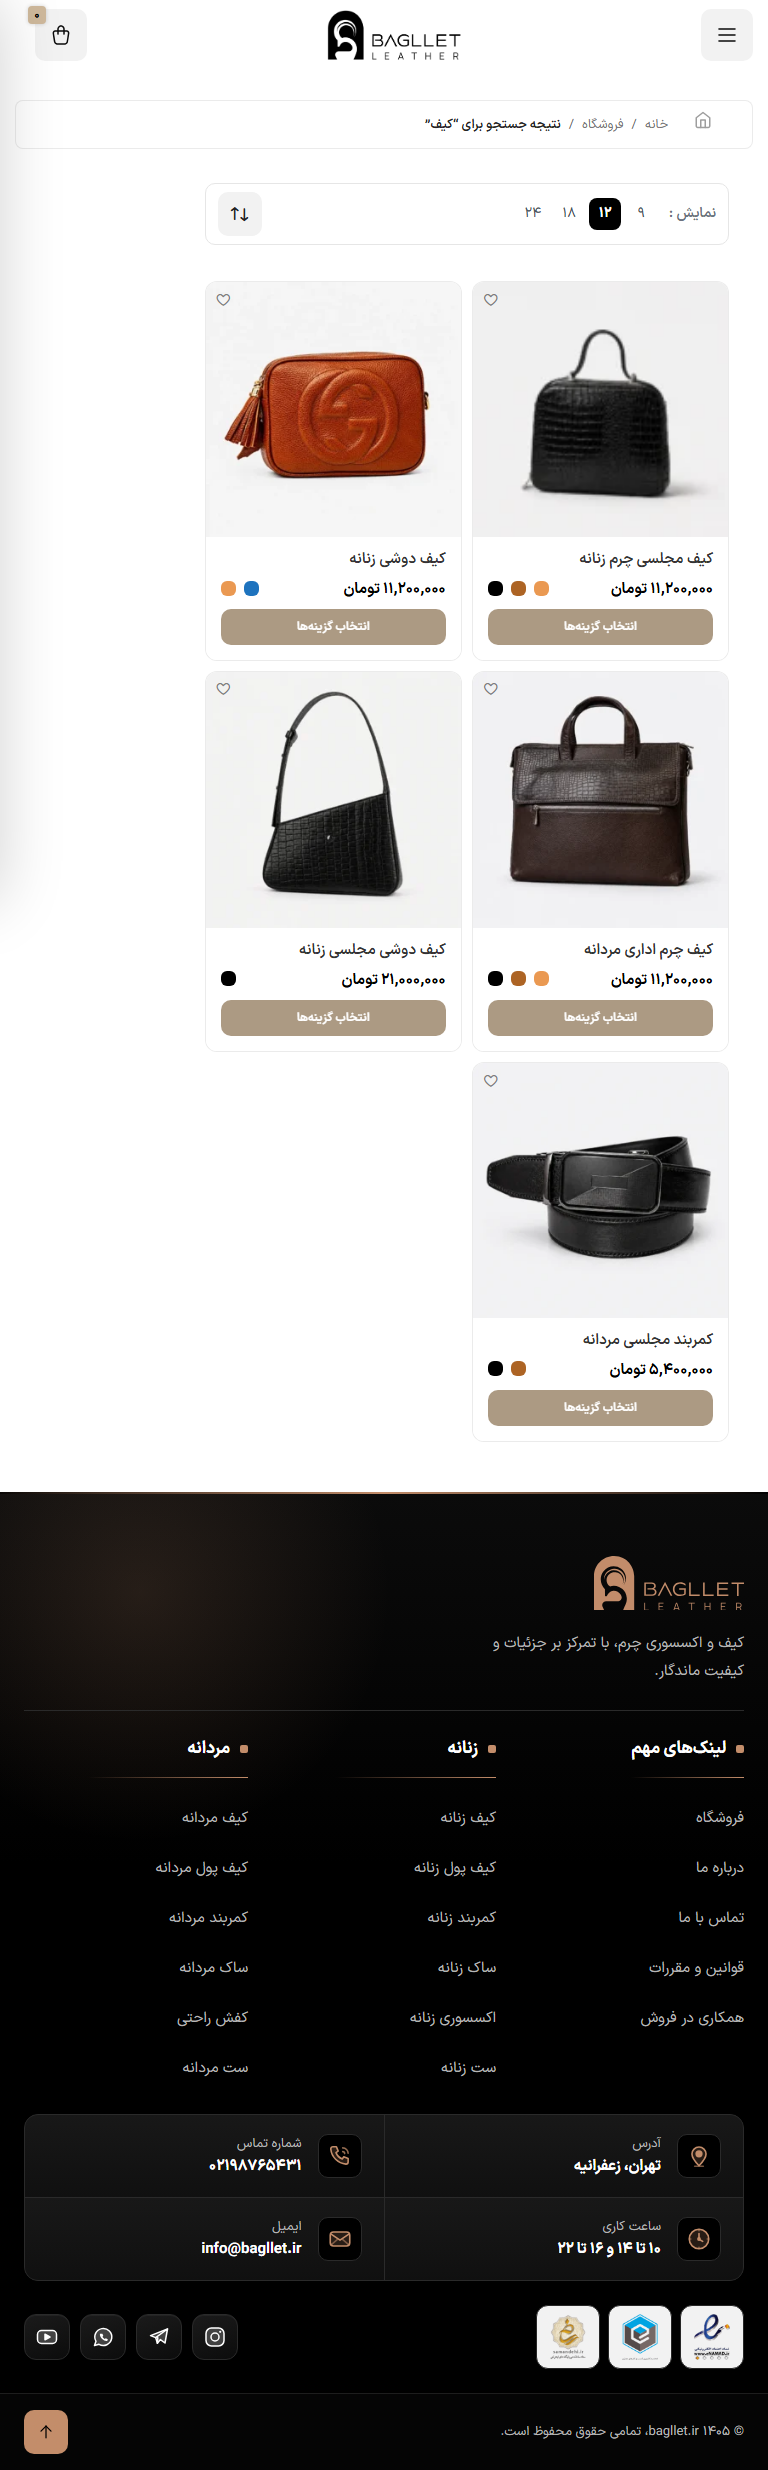 ۰
BAGLLET
LEATHER
خانه / فروشگاه / نتیجه جستجو برای “کیف”
نمایش : ۹ ۱۲ ۱۸ ۲۴
کیف مجلسی چرم زنانه
۱۱,۲۰۰,۰۰۰ تومان
انتخاب گزینه‌ها
کیف دوشی زنانه
۱۱,۲۰۰,۰۰۰ تومان
انتخاب گزینه‌ها
کیف چرم اداری مردانه
۱۱,۲۰۰,۰۰۰ تومان
انتخاب گزینه‌ها
کیف دوشی مجلسی زنانه
۲۱,۰۰۰,۰۰۰ تومان
انتخاب گزینه‌ها
کمربند مجلسی مردانه
۵,۴۰۰,۰۰۰ تومان
انتخاب گزینه‌ها
BAGLLET
LEATHER
کیف و اکسسوری چرم، با تمرکز بر جزئیات و
کیفیت ماندگار.
لینک‌های مهم
فروشگاه
درباره ما
تماس با ما
قوانین و مقررات
همکاری در فروش
زنانه
کیف زنانه
کیف پول زنانه
کمربند زنانه
ساک زنانه
اکسسوری زنانه
ست زنانه
مردانه
کیف مردانه
کیف پول مردانه
کمربند مردانه
ساک مردانه
کفش راحتی
ست مردانه
آدرس
تهران، زعفرانیه
شماره تماس
۰۲۱۹۸۷۶۵۴۳۱
ساعت کاری
۱۰ تا ۱۴ و ۱۶ تا ۲۲
ایمیل
info@bagllet.ir
www.eNAMAD.ir
samandehi.ir
© ۱۴۰۵ bagllet.ir، تمامی حقوق محفوظ است.